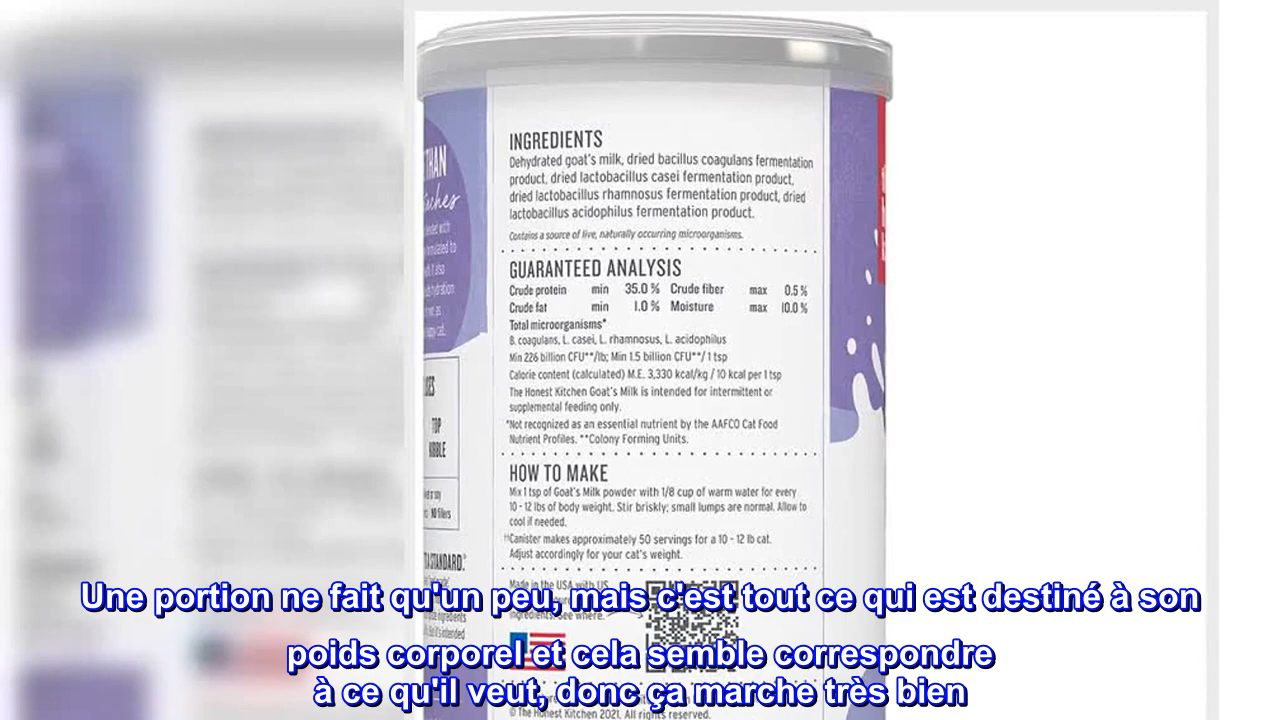 THAN
INGREDIENTS
Dehydrated goat's milk, dried bacillus coagulans fermentation
product, dried lactobacillus casei fermentation product,
dried lactobacillus rhamnosus fermentation product, dried
lactobacillus acidophilus fermentation product.
Contains a source of live, naturally occurring microorganisms.
GUARANTEED ANALYSIS
Crude protein min 35.0 % Crude fiber max 0.5 %
Crude fat min 1.0 % Moisture max 10.0 %
Total microorganisms*
B. coagulans, L. casei, L. rhamnosus, L. acidophilus
Min 226 billion CFU**/lb; Min 1.5 billion CFU**/1 tsp
Calorie content (calculated) M.E. 3,330 kcal/kg / 10 kcal per 1 tsp
The Honest Kitchen Goat's Milk is intended for intermittent or
supplemental feeding only.
*Not recognized as an essential nutrient by the AAFCO Cat Food
Nutrient Profiles. **Colony Forming Units.
TOP
KIBBLE
HOW TO MAKE
Mix 1 tsp of Goat's Milk powder with 1/8 cup of warm water for every
10 - 12 lbs of body weight. Stir briskly; small lumps are normal. Allow to
cool if needed.
††Canister makes approximately 50 servings for a 10 - 12 lb cat.
Adjust accordingly for your cat's weight.
NO fillers
STANDARD
Made in the USA with US
ingredients. See where.
Une portion ne fait qu'un peu, mais c'est tout ce qui est destiné à son
poids corporel et cela semble correspondre
à ce qu'il veut, donc ça marche très bien
© The Honest Kitchen 2021. All rights reserved.